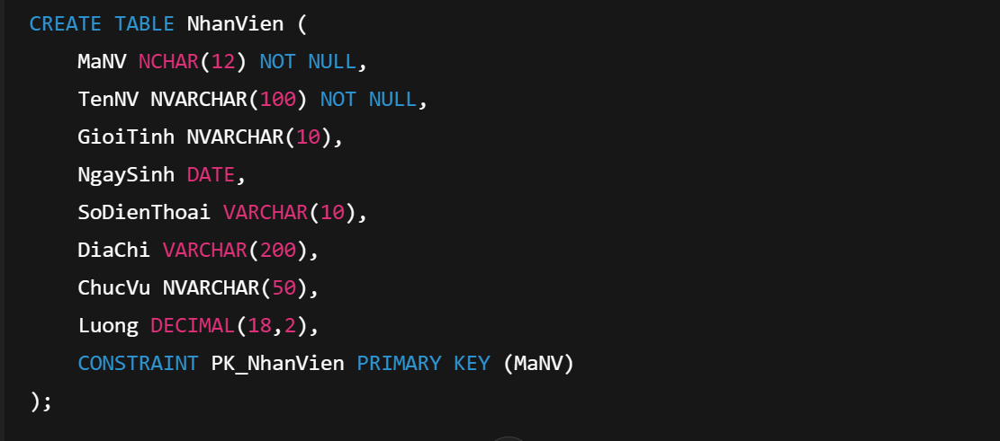 CREATE TABLE NhanVien (
    MaNV NCHAR(12) NOT NULL,
    TenNV NVARCHAR(100) NOT NULL,
    GioiTinh NVARCHAR(10),
    NgaySinh DATE,
    SoDienThoai VARCHAR(10),
    DiaChi VARCHAR(200),
    ChucVu NVARCHAR(50),
    Luong DECIMAL(18,2),
    CONSTRAINT PK_NhanVien PRIMARY KEY (MaNV)
);